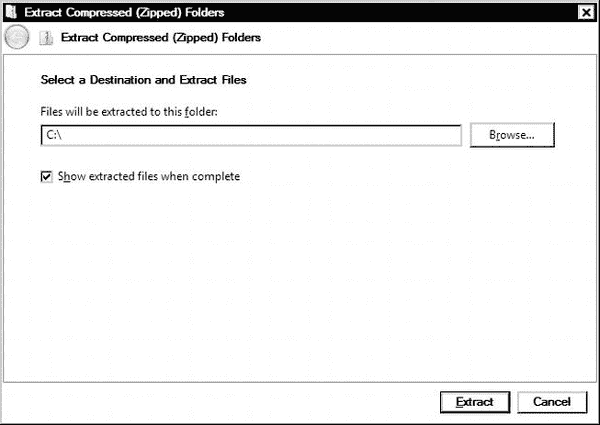 Extract Compressed (Zipped) Folders
Extract Compressed (Zipped) Folders
Select a Destination and Extract Files
Files will be extracted to this folder:
C:\
Browse...
Show extracted files when complete
Extract
Cancel